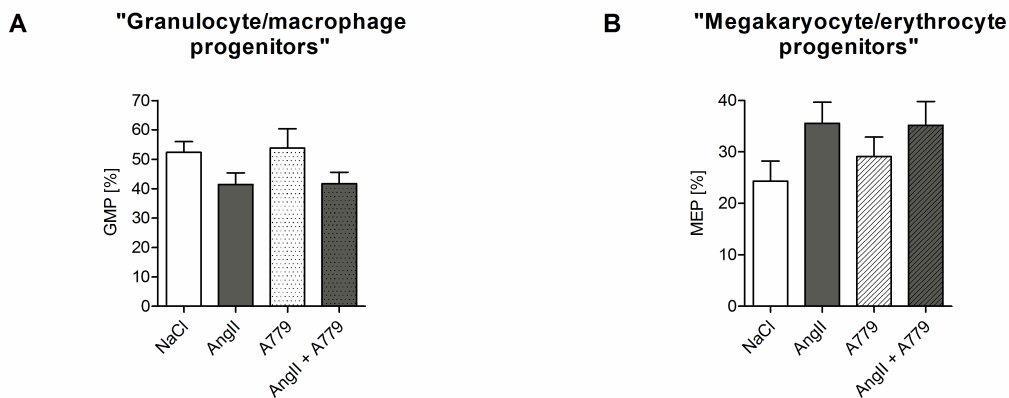 A
"Granulocyte/macrophage
progenitors"
GMP [%]
70
60
50
40
30
20
10
0
NaCl
AngII
A779
AngII + A779
B
"Megakaryocyte/erythrocyte
progenitors"
MEP [%]
40
30
20
10
0
NaCl
AngII
A779
AngII + A779